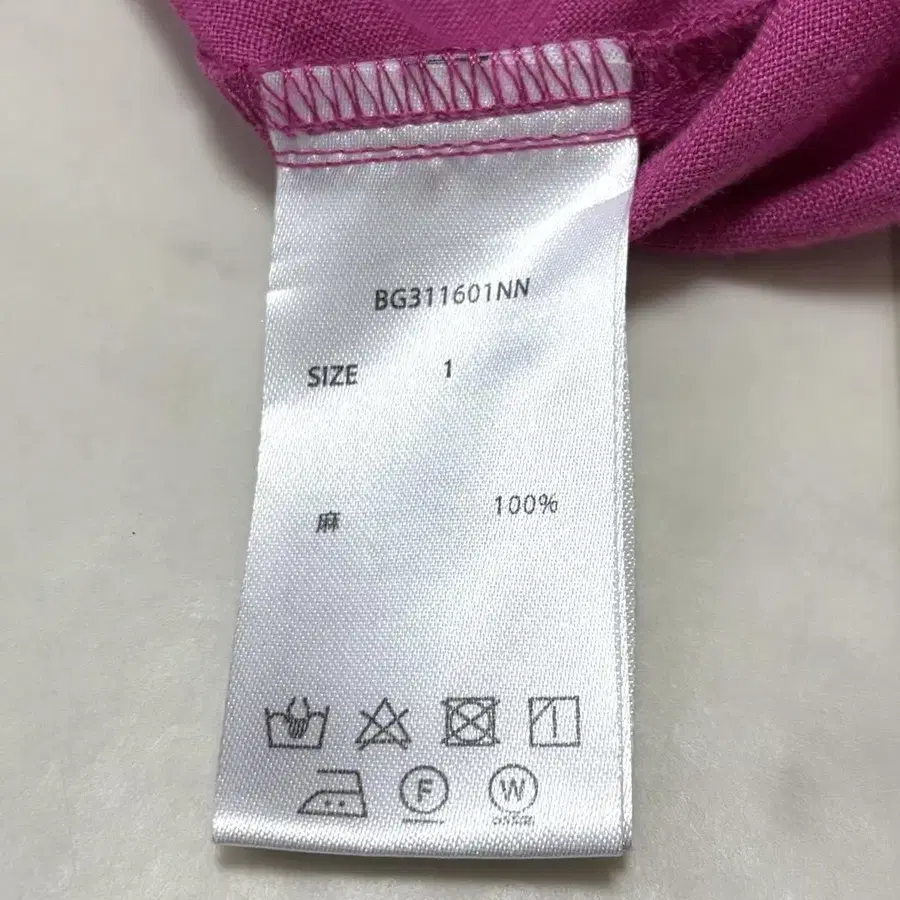 BG311601NN
SIZE 1
麻 100%
F W